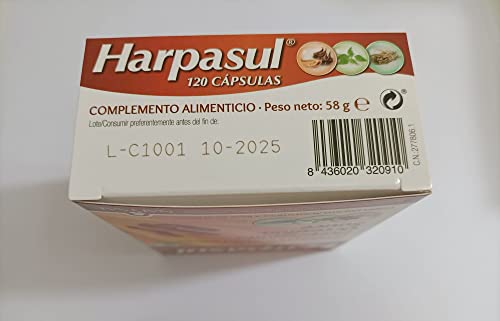 Harpasul®
120 CÁPSULAS
COMPLEMENTO ALIMENTICIO · Peso neto: 58 g ℮
Lote/Consumir preferentemente antes del fin de:
L-C1001 10-2025
8 436020 320910
C.N. 277806.1